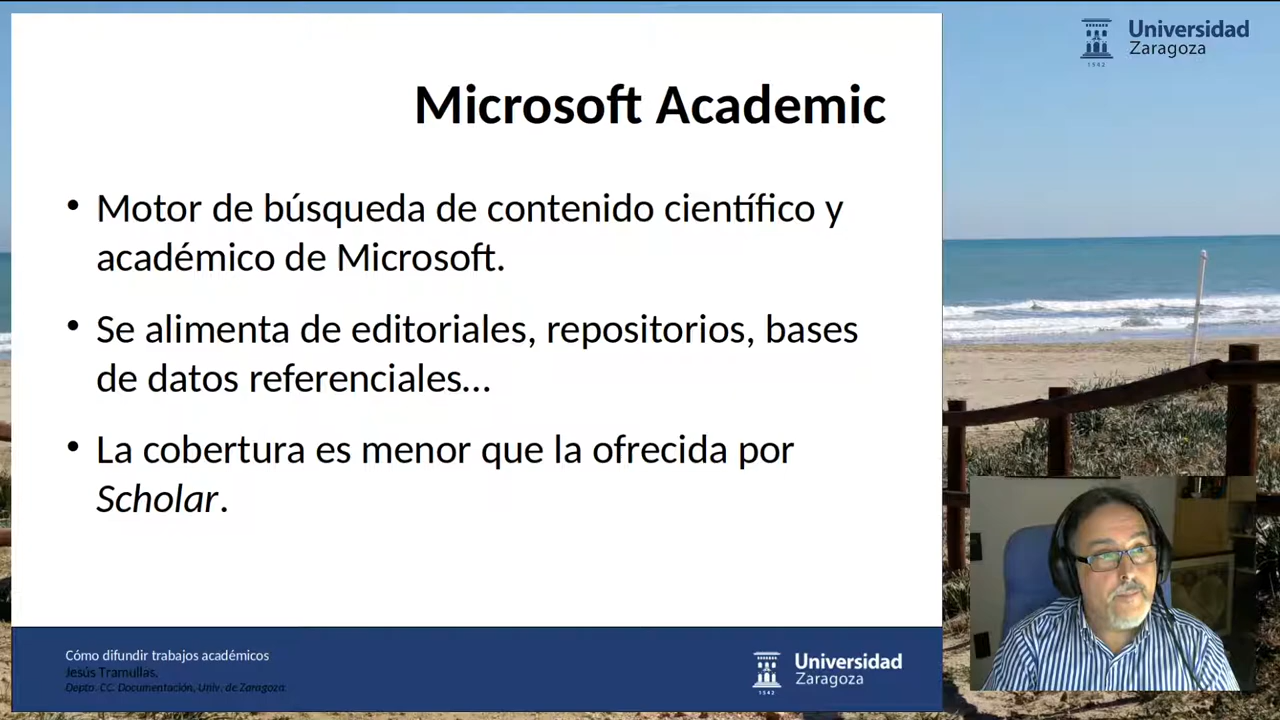 Universidad
Zaragoza
1542
Microsoft Academic
• Motor de búsqueda de contenido científico y
académico de Microsoft.
• Se alimenta de editoriales, repositorios, bases
de datos referenciales...
• La cobertura es menor que la ofrecida por
Scholar.
Cómo difundir trabajos académicos
Jesús Tramullas.
Depto. CC. Documentación, Univ. de Zaragoza
Universidad
Zaragoza
1542